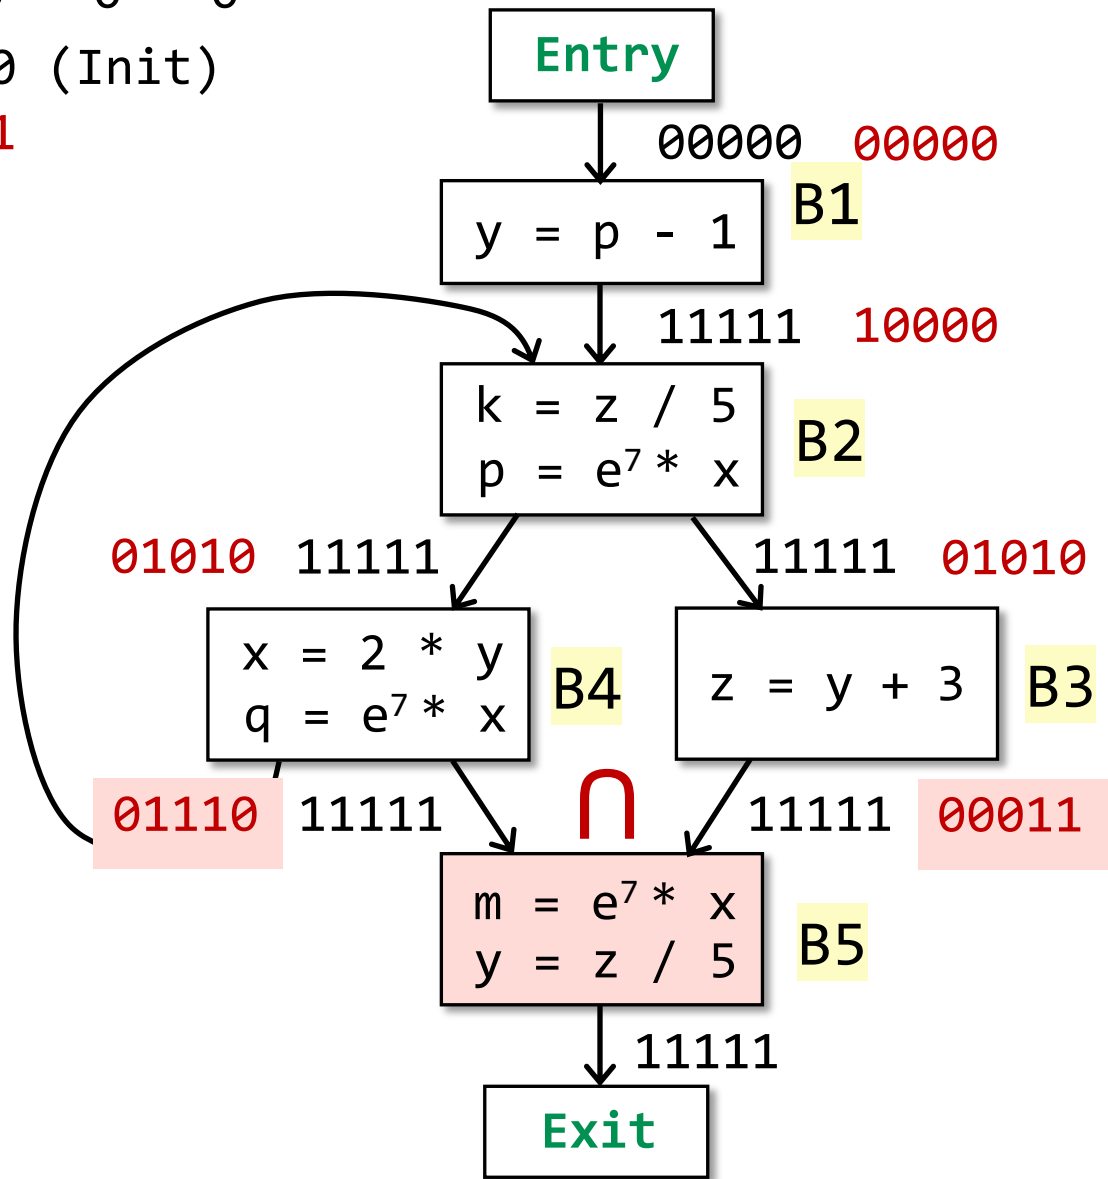 0 (Init)
1
Entry
00000 00000
B1
y = p - 1
11111 10000
k = z / 5
p = e⁷ * x
B2
01010 11111
11111 01010
x = 2 * y
q = e⁷ * x
B4
z = y + 3
B3
01110 11111
∩
11111 00011
m = e⁷ * x
y = z / 5
B5
11111
Exit